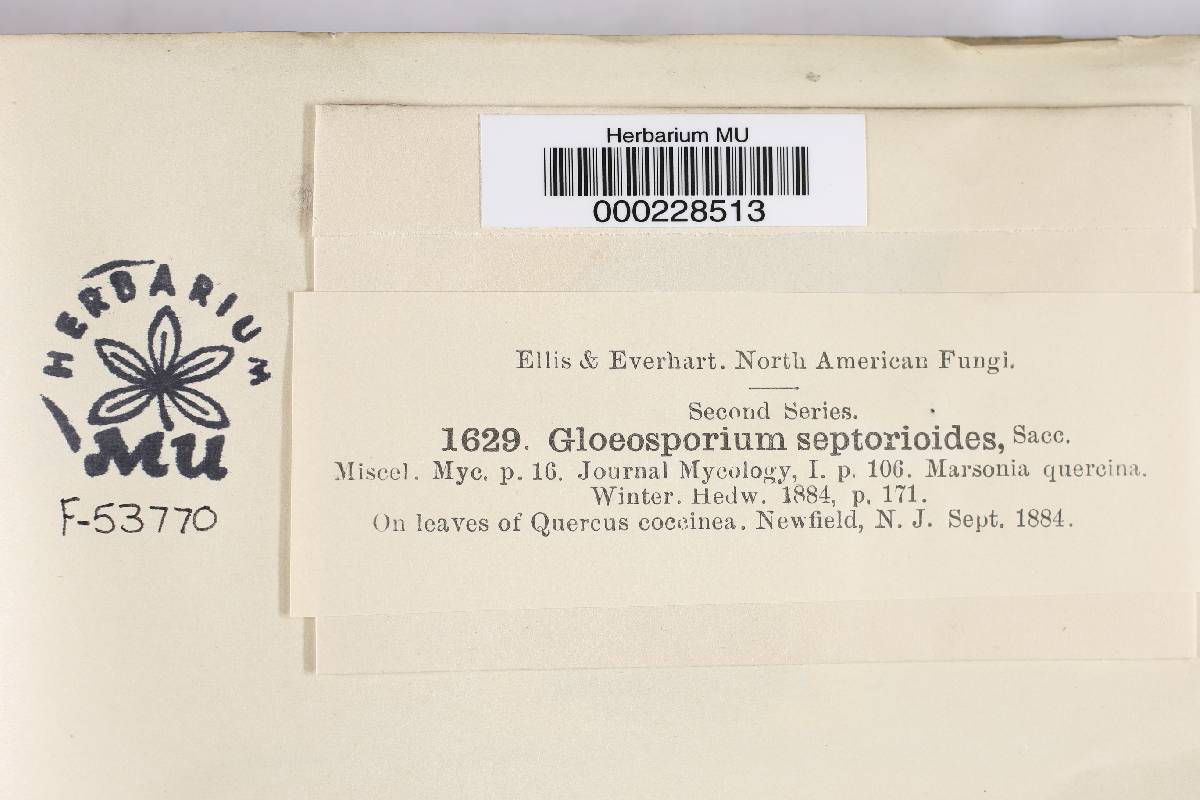 Herbarium MU
000228513
HERBARIUM
MU
F-53770
Ellis & Everhart. North American Fungi.
Second Series.
1629. Gloeosporium septorioides, Sacc.
Miscel. Myc. p. 16. Journal Mycology, I. p. 106. Marsonia quercina.
Winter. Hedw. 1884, p. 171.
On leaves of Quercus coccinea. Newfield, N. J. Sept. 1884.